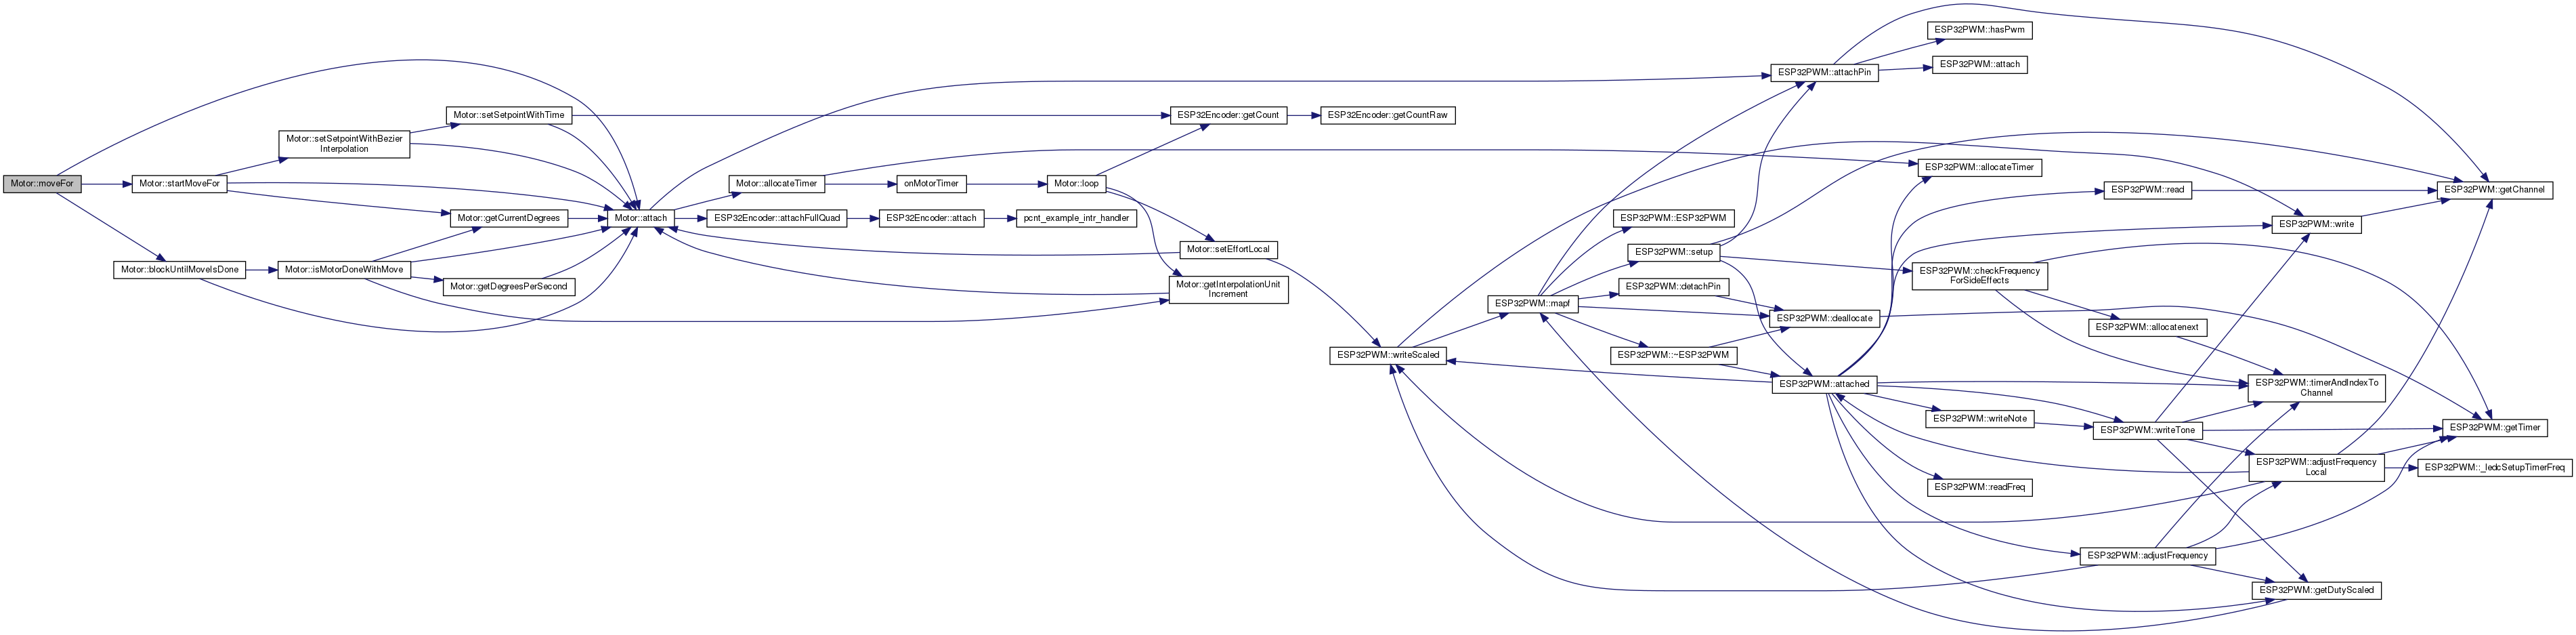 Motor::moveFor
Motor::startMoveFor
Motor::blockUntilMoveIsDone
Motor::setSetpointWithBezier
Interpolation
Motor::isMotorDoneWithMove
Motor::setSetpointWithTime
Motor::getCurrentDegrees
Motor::getDegreesPerSecond
Motor::attach
Motor::allocateTimer
ESP32Encoder::attachFullQuad
onMotorTimer
ESP32Encoder::attach
Motor::loop
pcnt_example_intr_handler
ESP32Encoder::getCount
Motor::setEffortLocal
Motor::getInterpolationUnit
Increment
ESP32Encoder::getCountRaw
ESP32PWM::writeScaled
ESP32PWM::mapf
ESP32PWM::ESP32PWM
ESP32PWM::setup
ESP32PWM::detachPin
ESP32PWM::~ESP32PWM
ESP32PWM::attachPin
ESP32PWM::deallocate
ESP32PWM::attached
ESP32PWM::hasPwm
ESP32PWM::attach
ESP32PWM::allocateTimer
ESP32PWM::checkFrequency
ForSideEffects
ESP32PWM::writeNote
ESP32PWM::readFreq
ESP32PWM::read
ESP32PWM::allocatenext
ESP32PWM::writeTone
ESP32PWM::adjustFrequency
ESP32PWM::write
ESP32PWM::timerAndIndexTo
Channel
ESP32PWM::adjustFrequency
Local
ESP32PWM::getDutyScaled
ESP32PWM::getChannel
ESP32PWM::getTimer
ESP32PWM::_ledcSetupTimerFreq